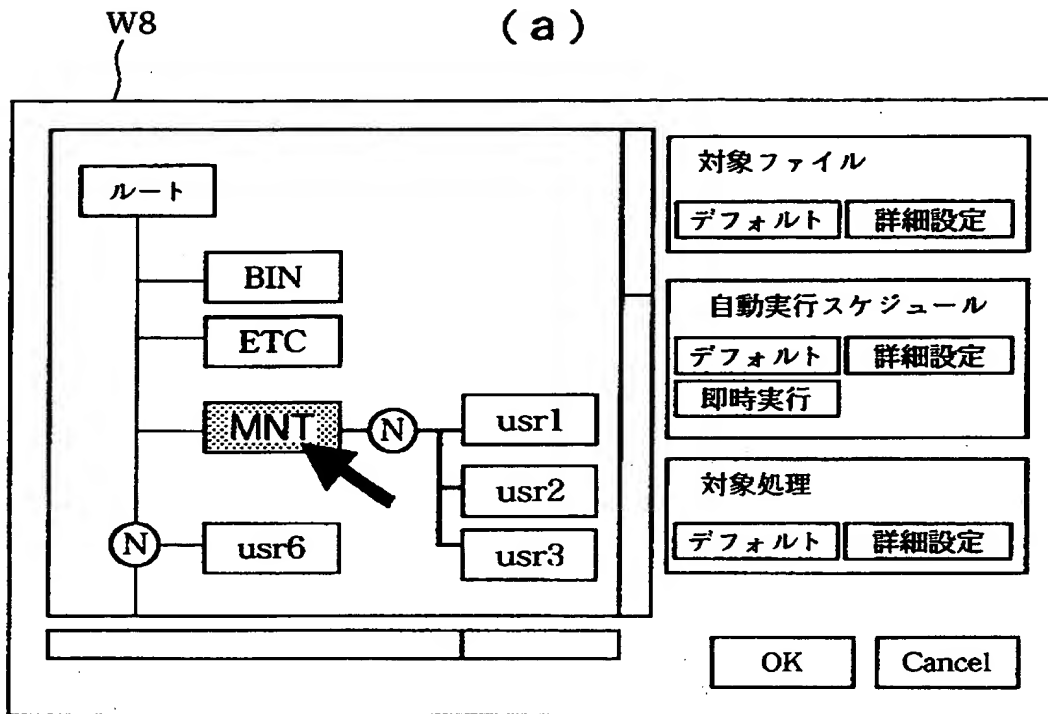 W8
(a)
ルート
BIN
ETC
MNT
N
usr1
usr2
usr3
N
usr6
対象ファイル
デフォルト 詳細設定
自動実行スケジュール
デフォルト 詳細設定
即時実行
対象処理
デフォルト 詳細設定
OK Cancel